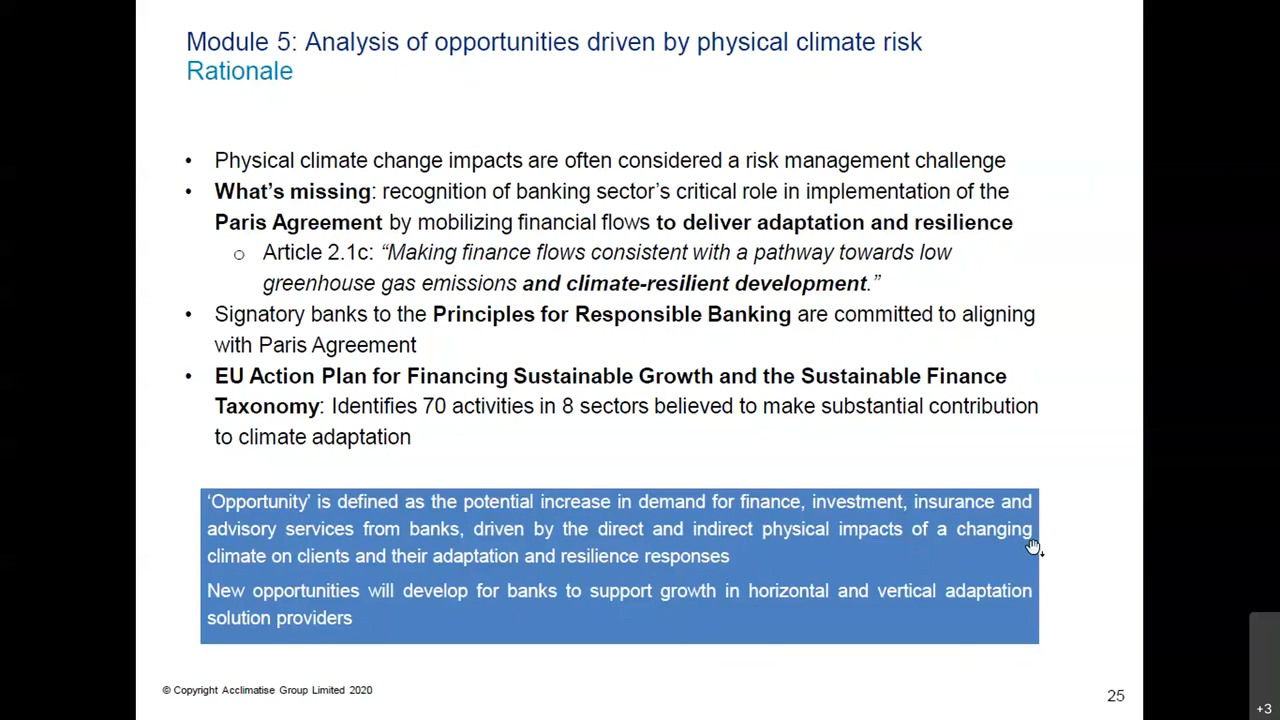 Module 5: Analysis of opportunities driven by physical climate risk
Rationale
• Physical climate change impacts are often considered a risk management challenge
• What’s missing: recognition of banking sector’s critical role in implementation of the
Paris Agreement by mobilizing financial flows to deliver adaptation and resilience
○ Article 2.1c: “Making finance flows consistent with a pathway towards low
greenhouse gas emissions and climate-resilient development.”
• Signatory banks to the Principles for Responsible Banking are committed to aligning
with Paris Agreement
• EU Action Plan for Financing Sustainable Growth and the Sustainable Finance
Taxonomy: Identifies 70 activities in 8 sectors believed to make substantial contribution
to climate adaptation
‘Opportunity’ is defined as the potential increase in demand for finance, investment, insurance and
advisory services from banks, driven by the direct and indirect physical impacts of a changing
climate on clients and their adaptation and resilience responses
New opportunities will develop for banks to support growth in horizontal and vertical adaptation
solution providers
© Copyright Acclimatise Group Limited 2020
25
+3